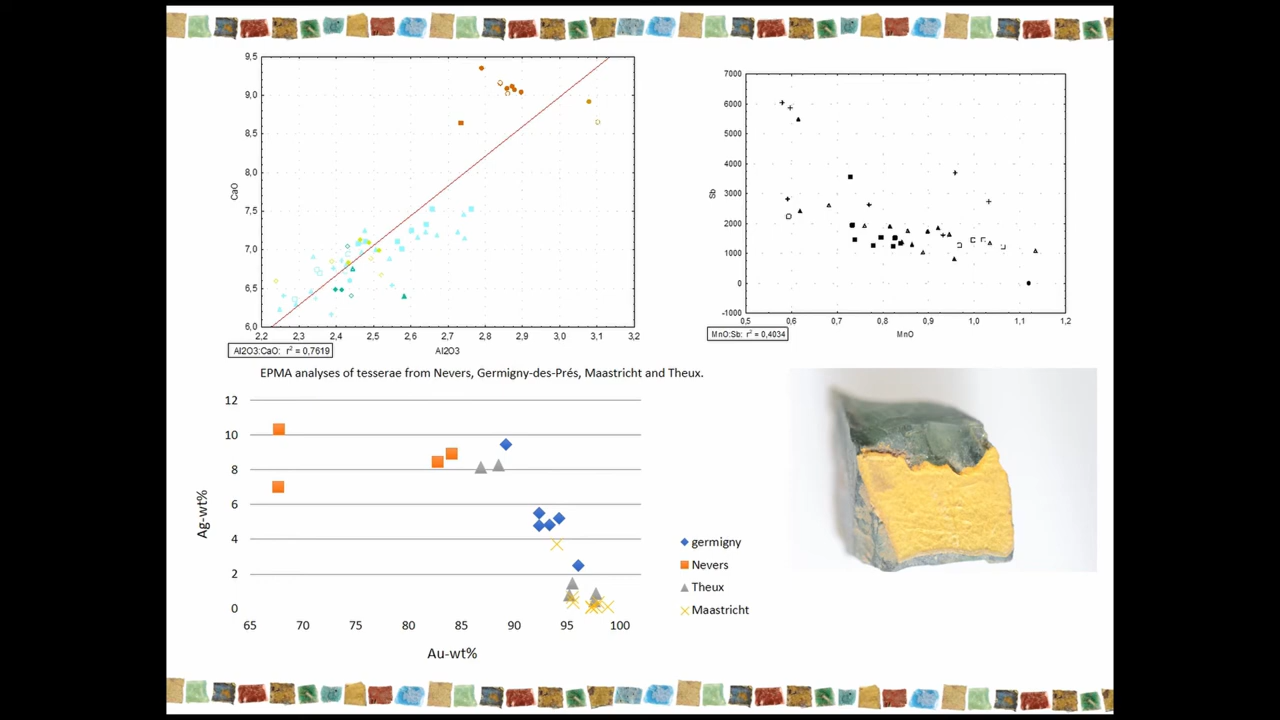 9,5
9,0
8,5
8,0
7,5
7,0
6,5
6,0
CaO
2,2 2,3 2,4 2,5 2,6 2,7 2,8 2,9 3,0 3,1 3,2
Al2O3:CaO: r² = 0,7619
Al2O3
7000
6000
5000
4000
3000
2000
1000
0
-1000
Sb
0,5 0,6 0,7 0,8 0,9 1,0 1,1 1,2
MnO:Sb: r² = 0,4034
MnO
EPMA analyses of tesserae from Nevers, Germigny-des-Prés, Maastricht and Theux.
12
10
8
6
4
2
0
Ag-wt%
65 70 75 80 85 90 95 100
Au-wt%
germigny
Nevers
Theux
Maastricht